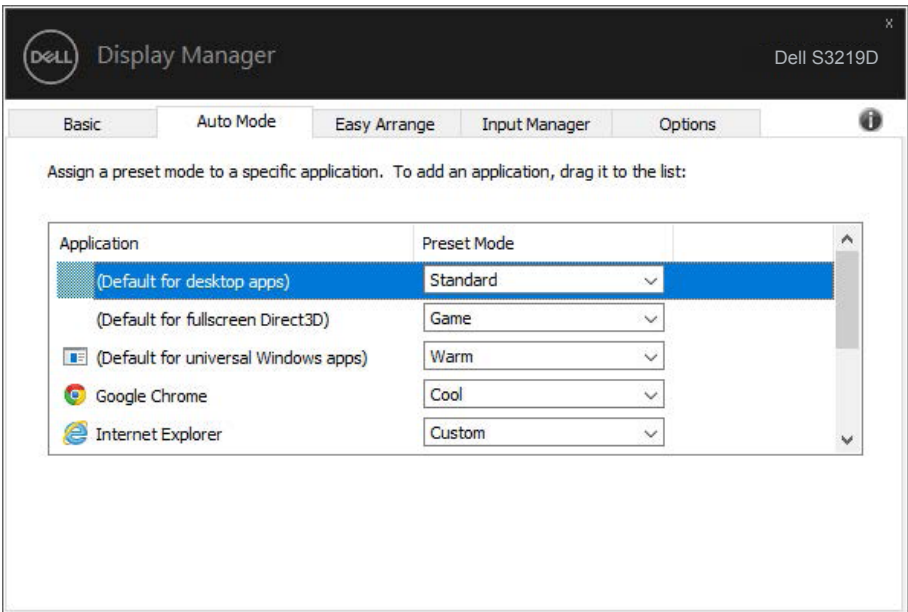 x
DELL Display Manager
Dell S3219D
Basic Auto Mode Easy Arrange Input Manager Options
Assign a preset mode to a specific application. To add an application, drag it to the list:
Application Preset Mode
(Default for desktop apps) Standard
(Default for fullscreen Direct3D) Game
(Default for universal Windows apps) Warm
Google Chrome Cool
Internet Explorer Custom